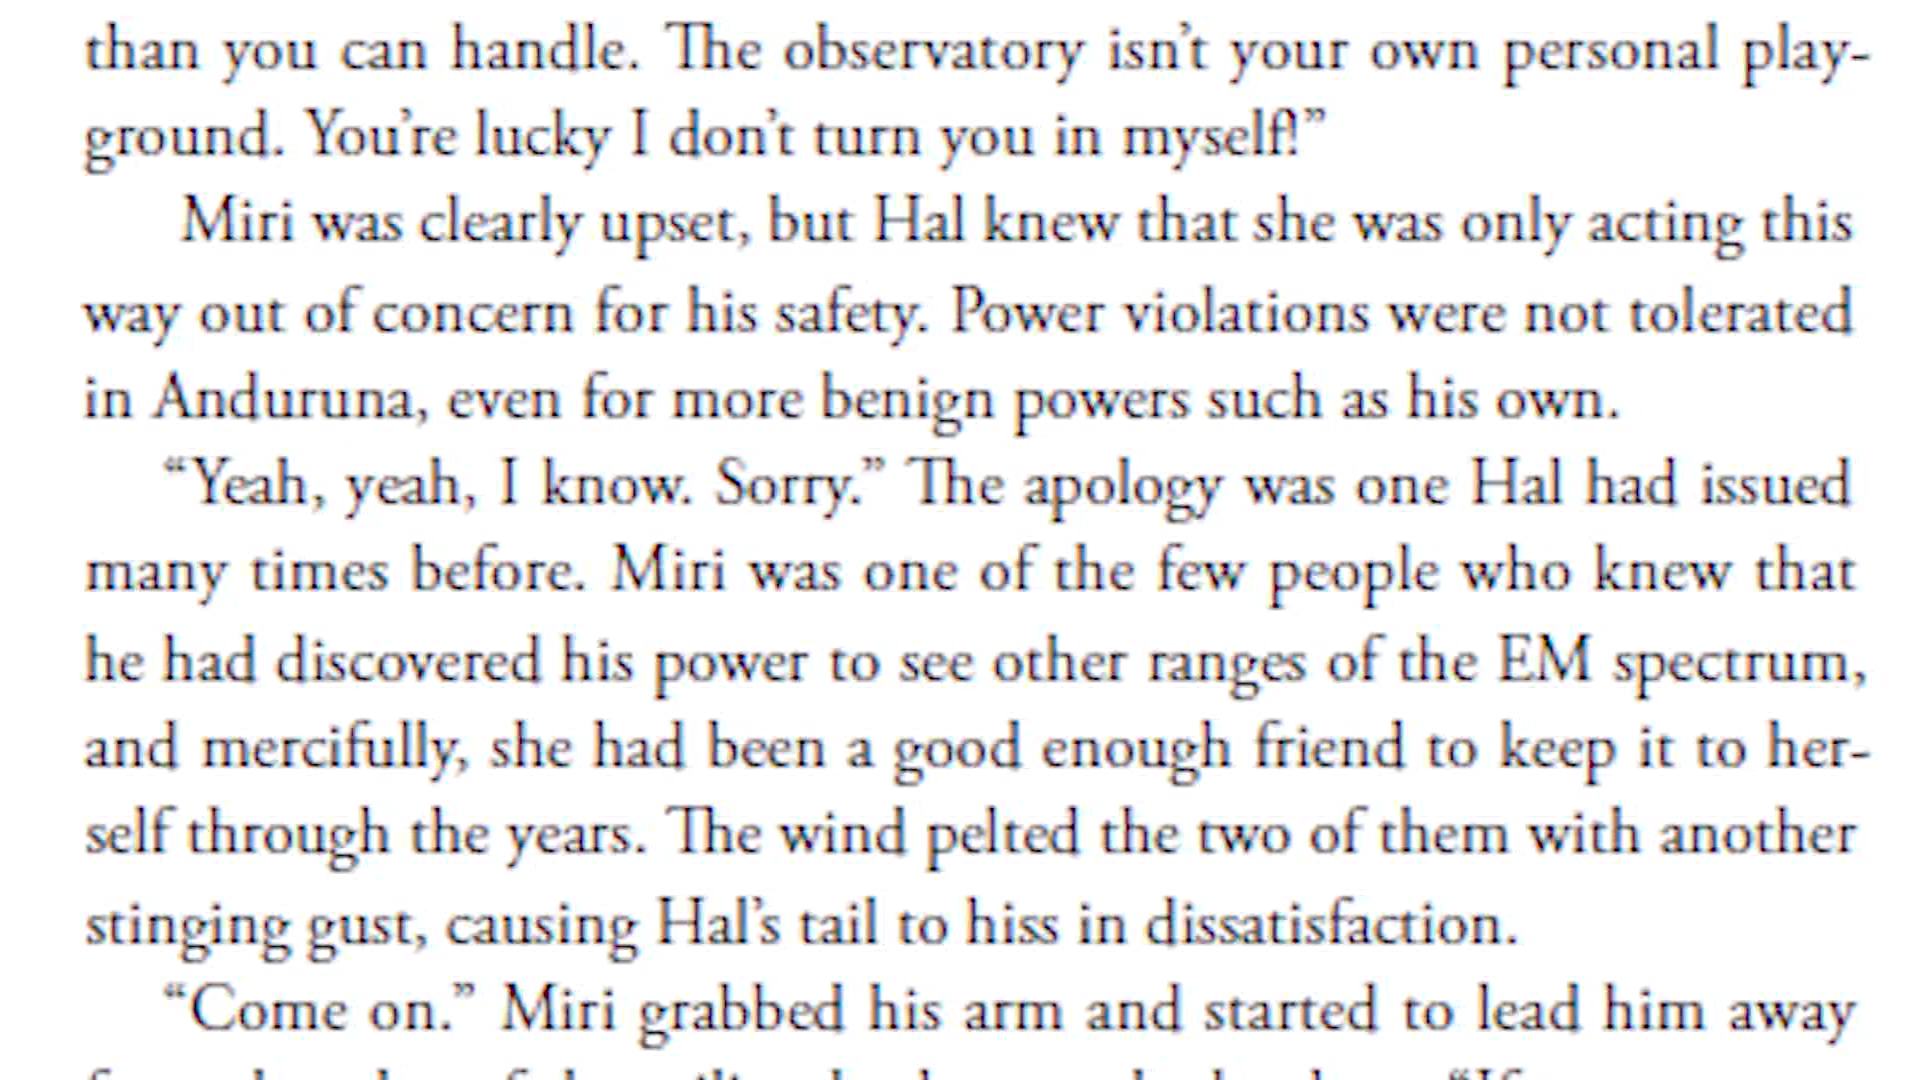 than you can handle. The observatory isn’t your own personal play-
ground. You’re lucky I don’t turn you in myself!”
Miri was clearly upset, but Hal knew that she was only acting this
way out of concern for his safety. Power violations were not tolerated
in Anduruna, even for more benign powers such as his own.
“Yeah, yeah, I know. Sorry.” The apology was one Hal had issued
many times before. Miri was one of the few people who knew that
he had discovered his power to see other ranges of the EM spectrum,
and mercifully, she had been a good enough friend to keep it to her-
self through the years. The wind pelted the two of them with another
stinging gust, causing Hal’s tail to hiss in dissatisfaction.
“Come on.” Miri grabbed his arm and started to lead him away